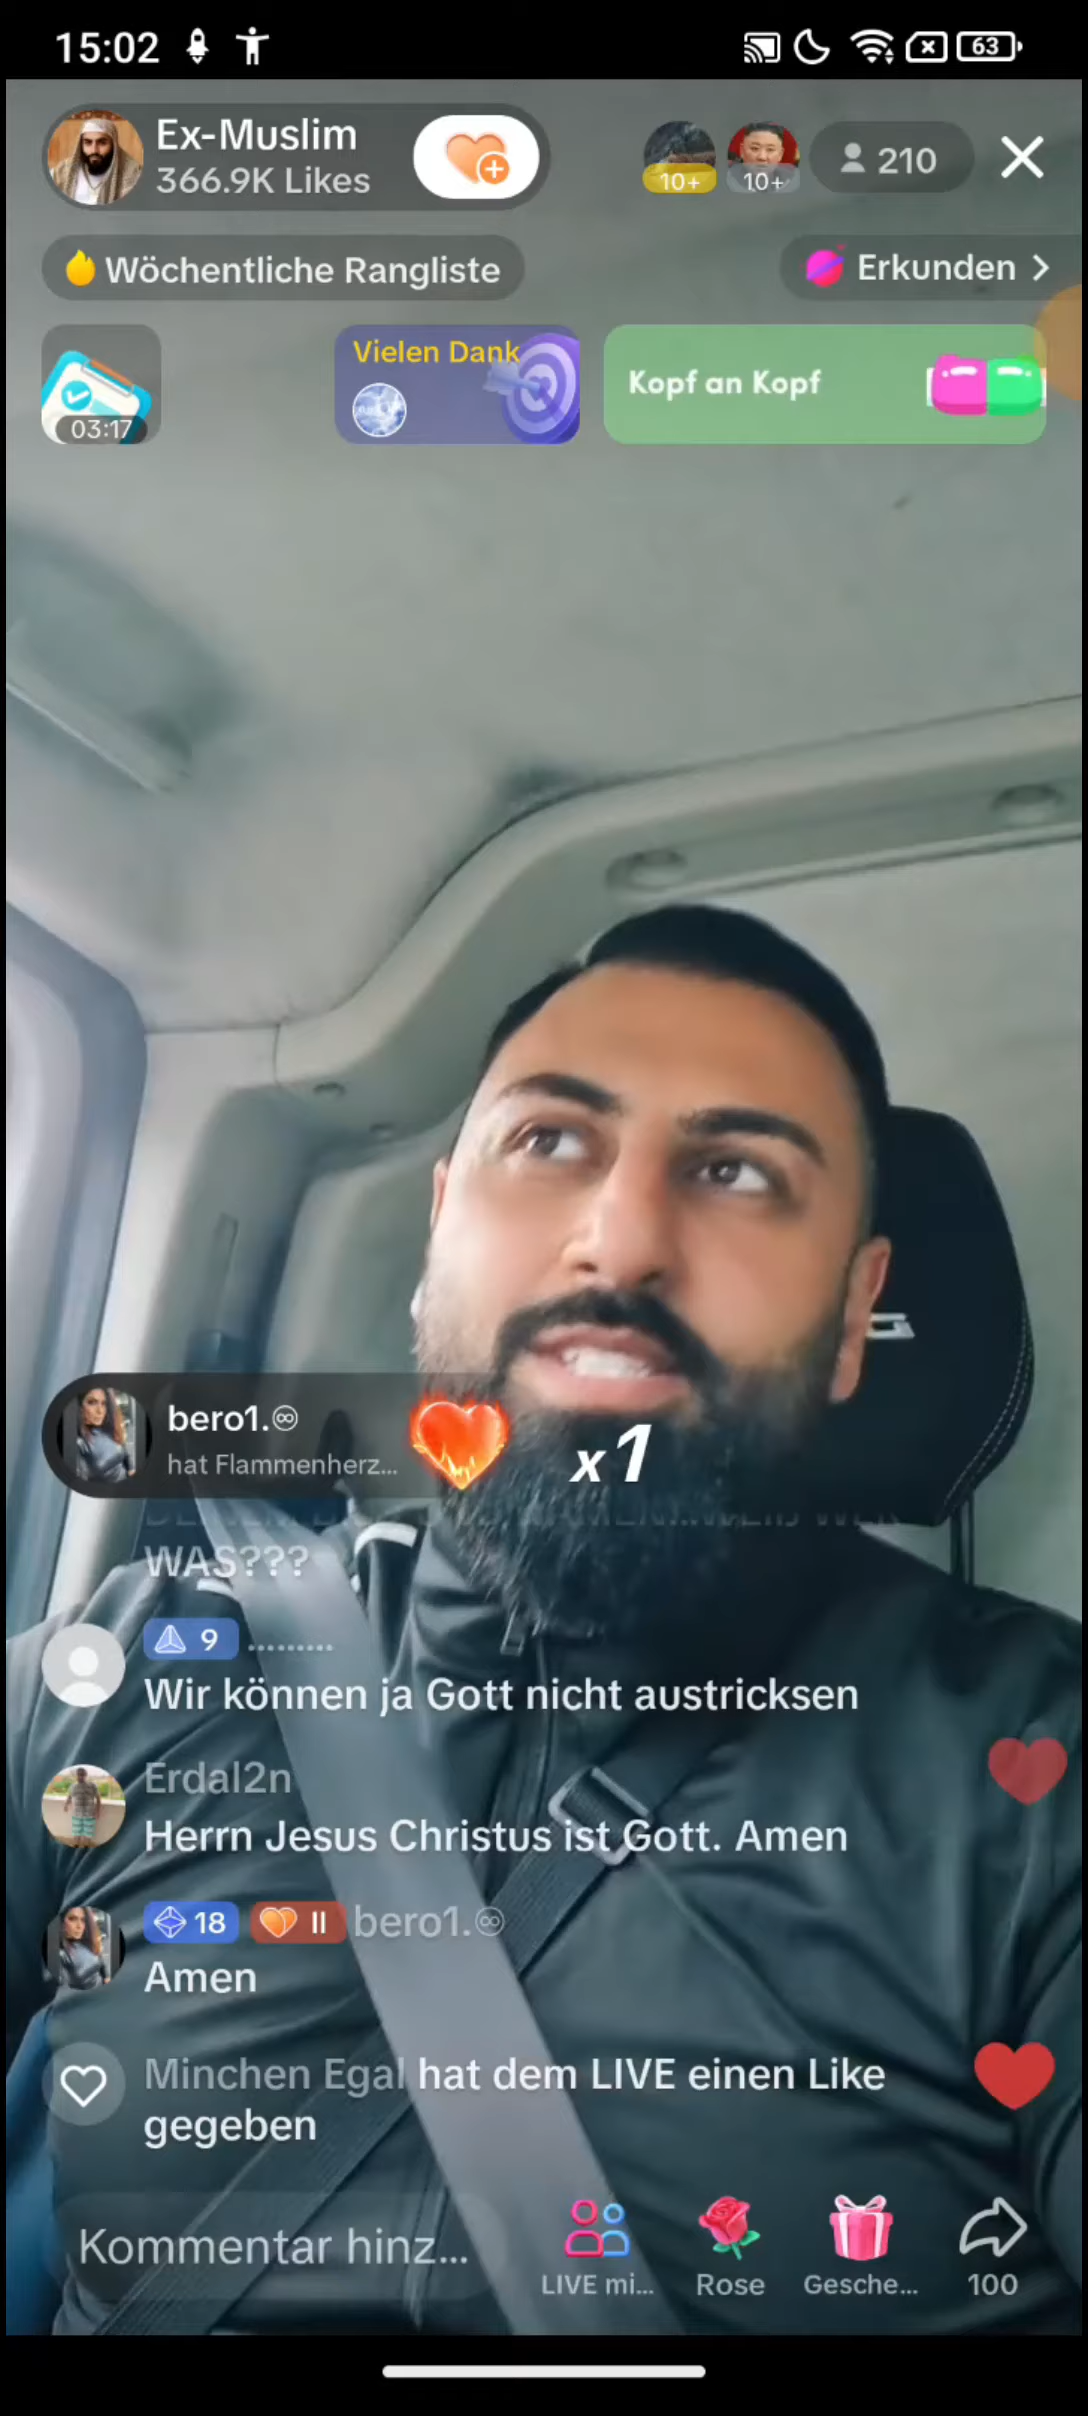 15:02
63
Ex-Muslim
366.9K Likes
10+
10+
210
Wöchentliche Rangliste
Erkunden >
Vielen Dank
03:17
Kopf an Kopf
bero1.♾
hat Flammenherz...
x1
WAS???
9 .........
Wir können ja Gott nicht austricksen
Erdal2n
Herrn Jesus Christus ist Gott. Amen
18 II bero1.♾
Amen
Minchen Egal hat dem LIVE einen Like
gegeben
Kommentar hinz...
LIVE mi...
Rose
Gesche...
100